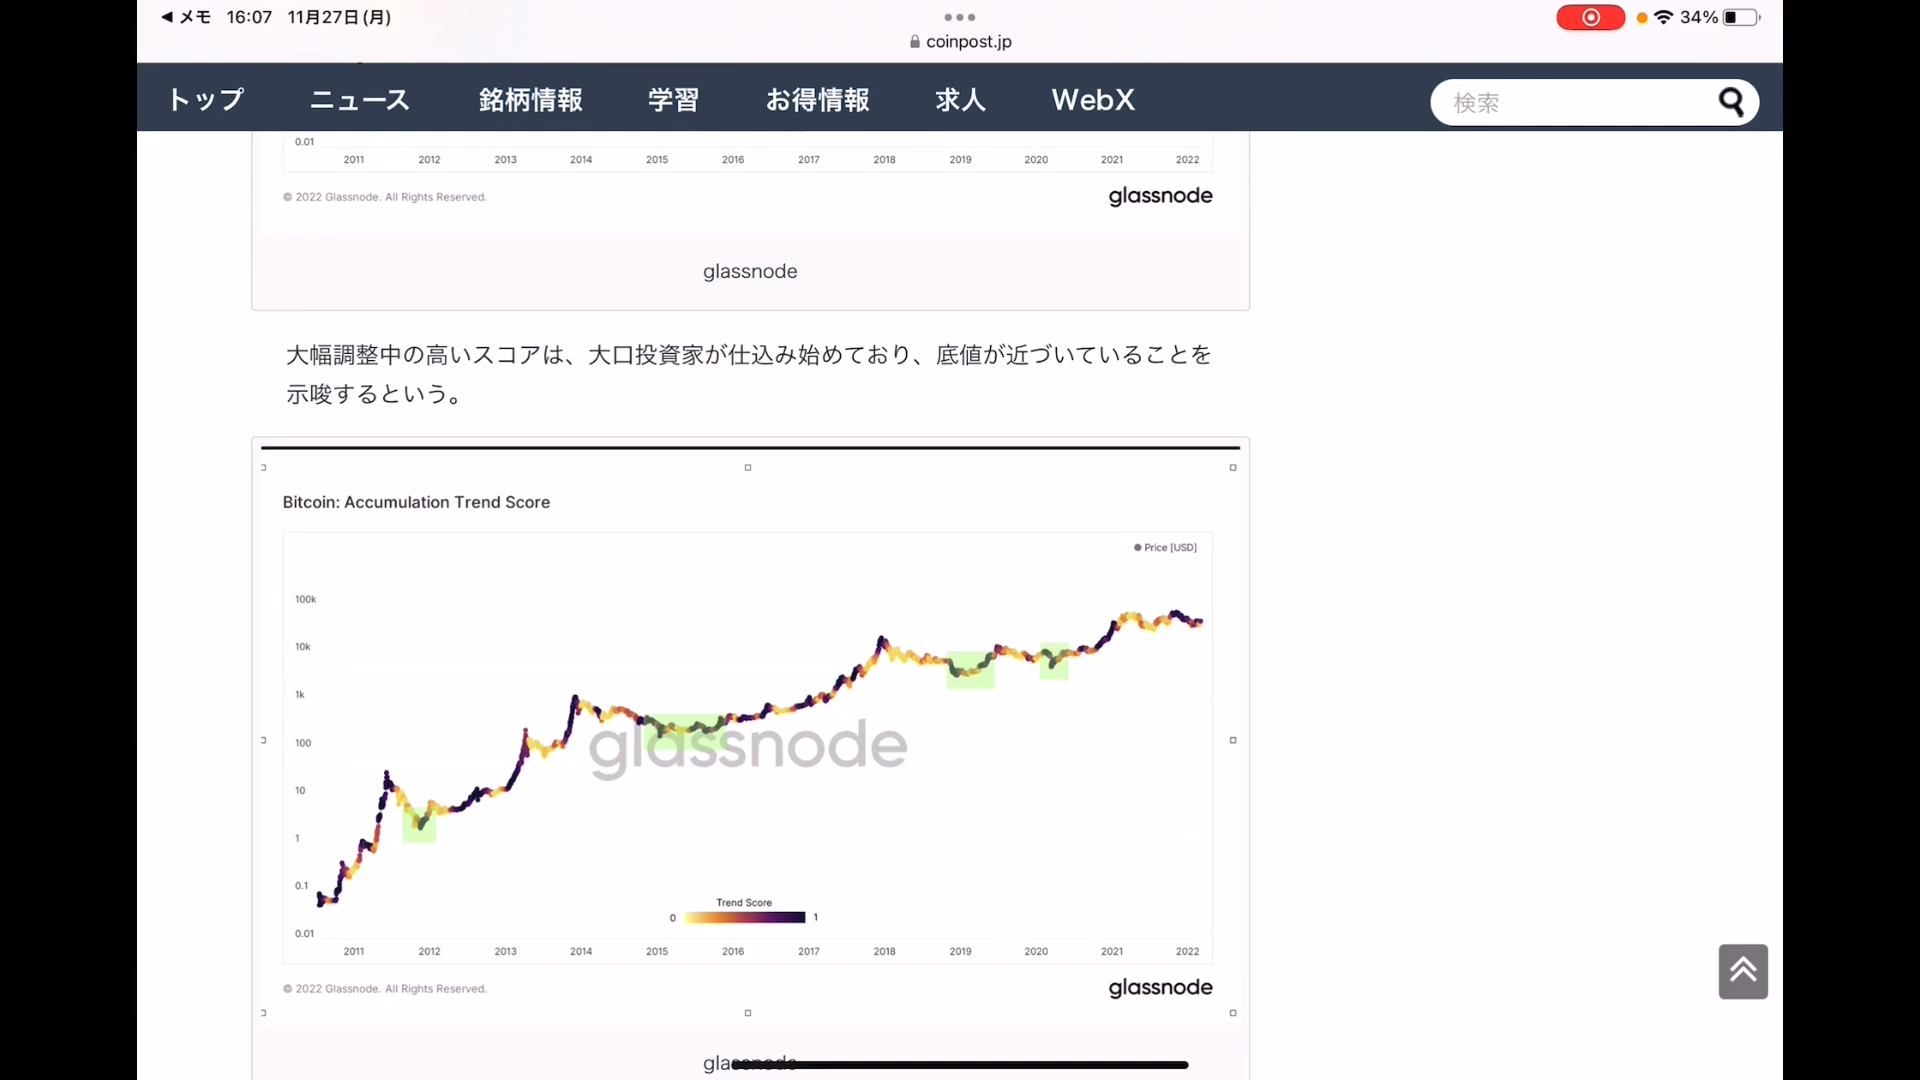 メモ 16:07 11月27日(月)
34%
coinpost.jp
トップ ニュース 銘柄情報 学習 お得情報 求人 WebX
検索
0.01
2011 2012 2013 2014 2015 2016 2017 2018 2019 2020 2021 2022
© 2022 Glassnode. All Rights Reserved.
glassnode
glassnode
大幅調整中の高いスコアは、大口投資家が仕込み始めており、底値が近づいていることを
示唆するという。
Bitcoin: Accumulation Trend Score
Price [USD]
100k
10k
1k
100
10
1
0.1
0.01
glassnode
Trend Score
0 1
2011 2012 2013 2014 2015 2016 2017 2018 2019 2020 2021 2022
© 2022 Glassnode. All Rights Reserved.
glassnode
glassnode